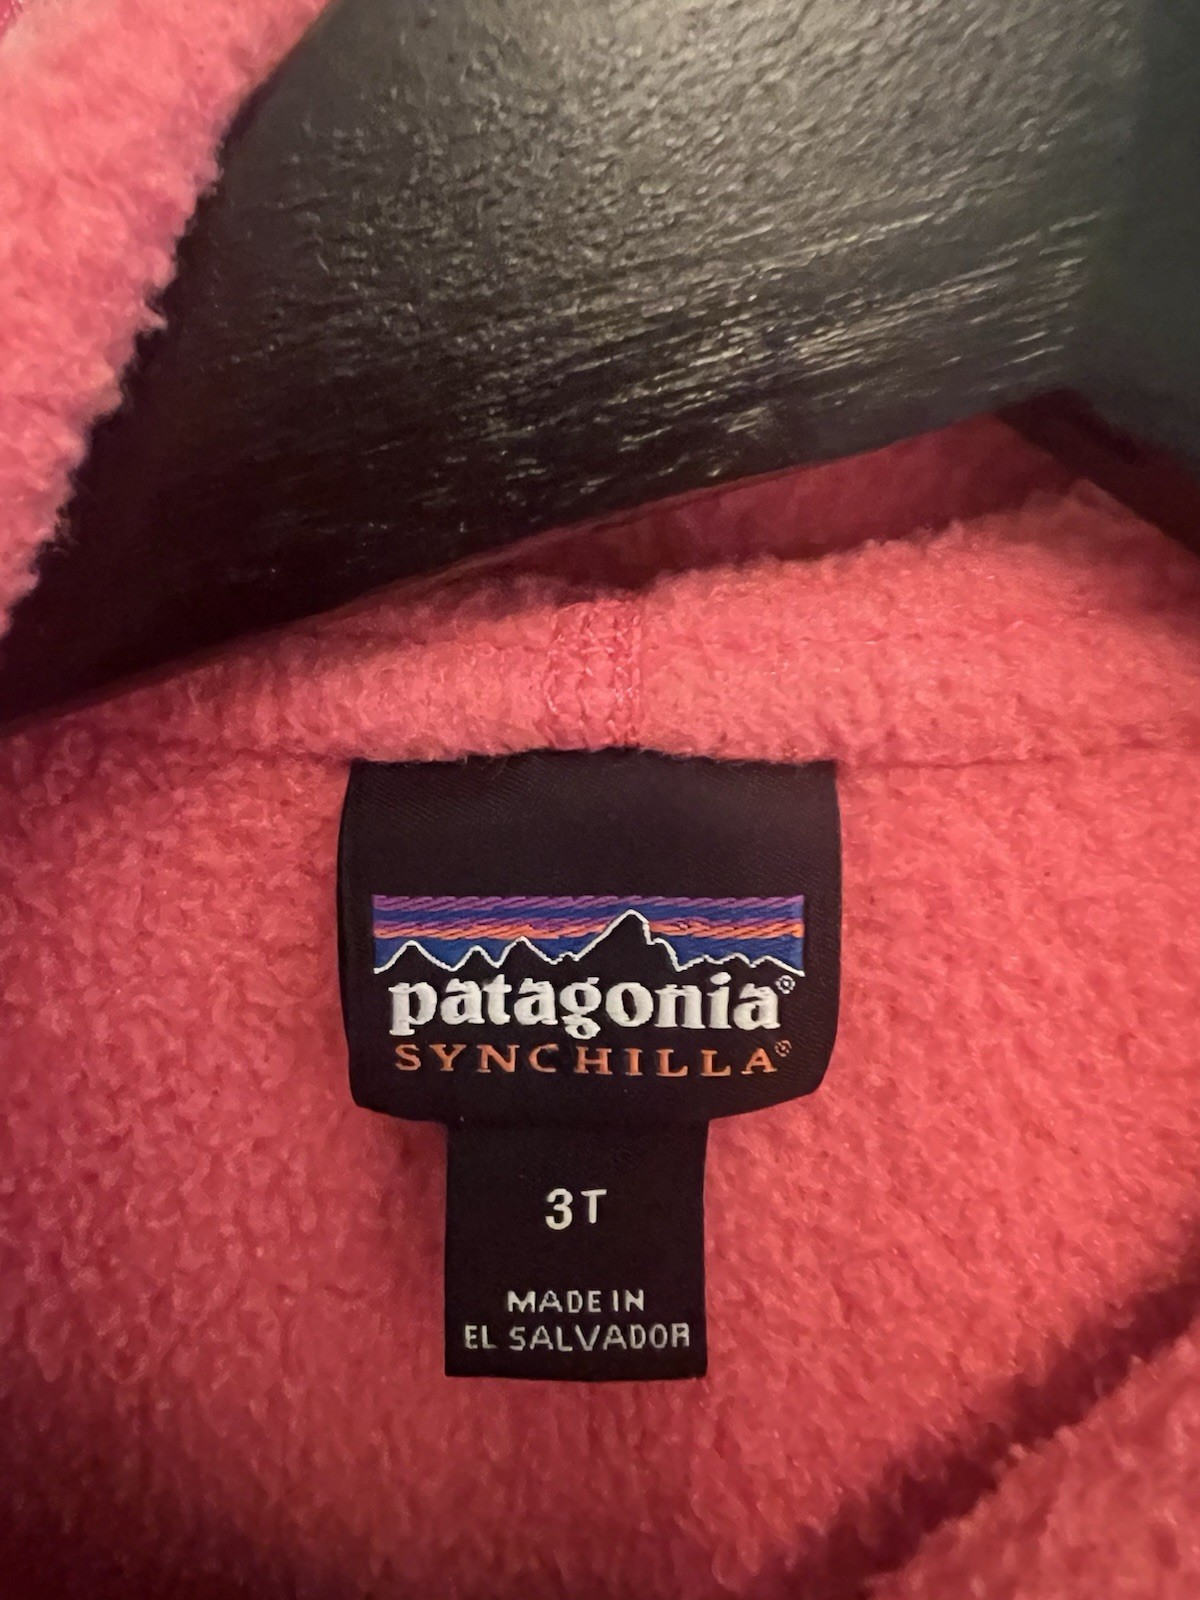 patagonia®
SYNCHILLA®
3T
MADE IN
EL SALVADOR